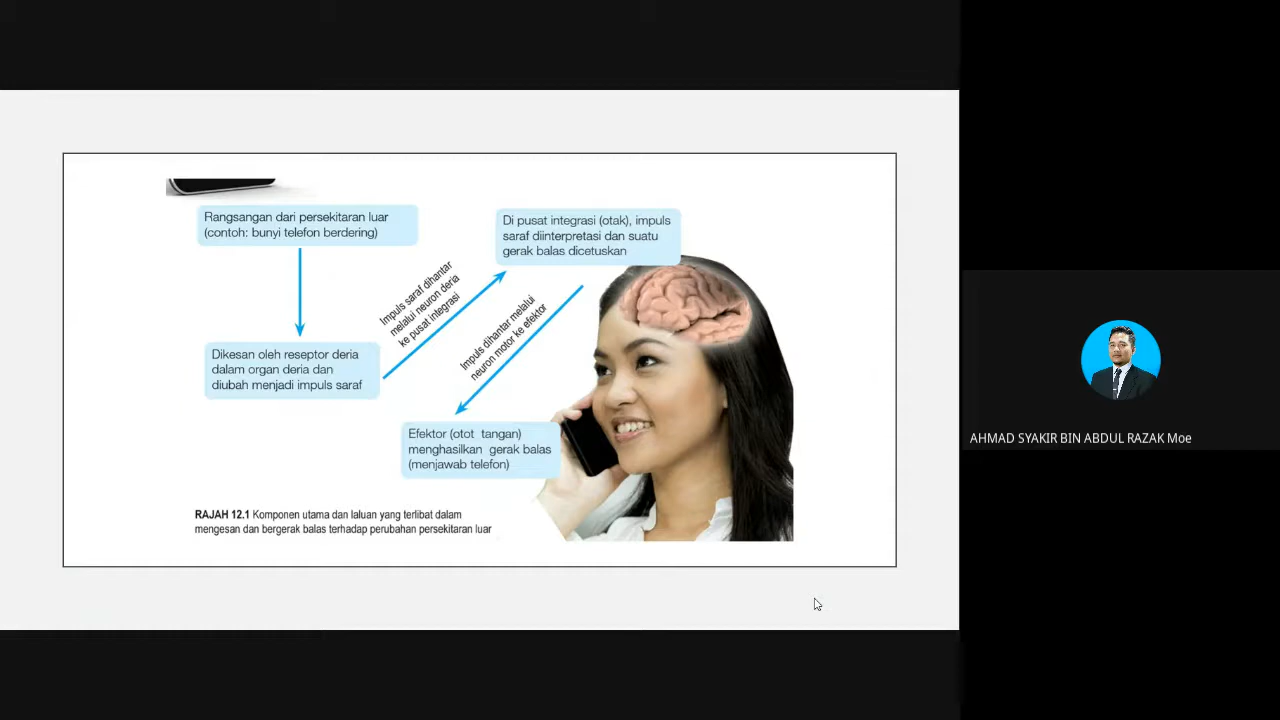 Rangsangan dari persekitaran luar
(contoh: bunyi telefon berdering)
Dikesan oleh reseptor deria
dalam organ deria dan
diubah menjadi impuls saraf
Impuls saraf dihantar
melalui neuron deria
ke pusat integrasi
Di pusat integrasi (otak), impuls
saraf diinterpretasi dan suatu
gerak balas dicetuskan
Impuls dihantar melalui
neuron motor ke efektor
Efektor (otot tangan)
menghasilkan gerak balas
(menjawab telefon)
RAJAH 12.1 Komponen utama dan laluan yang terlibat dalam
mengesan dan bergerak balas terhadap perubahan persekitaran luar
AHMAD SYAKIR BIN ABDUL RAZAK Moe